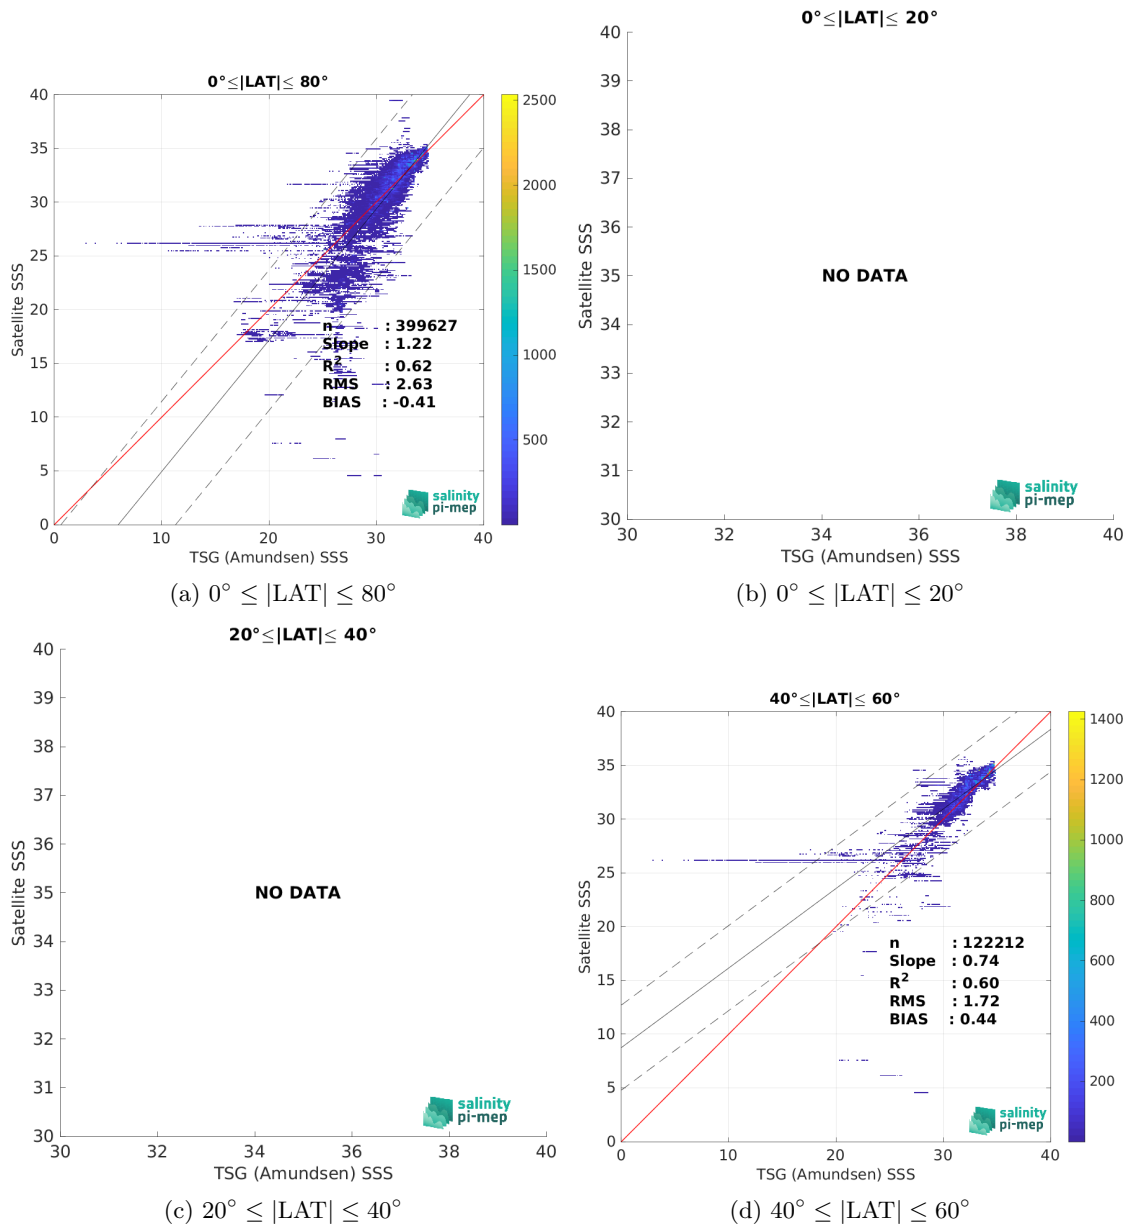 0°≤|LAT|≤ 80°
40
35
30
25
20
15
10
5
0
Satellite SSS
0
10
20
30
40
TSG (Amundsen) SSS
2500
2000
1500
1000
500
n : 399627
Slope : 1.22
R² : 0.62
RMS : 2.63
BIAS : -0.41
salinity
pi-mep
(a) 0° ≤ |LAT| ≤ 80°
0°≤|LAT|≤ 20°
40
39
38
37
36
35
34
33
32
31
30
Satellite SSS
NO DATA
salinity
pi-mep
30
32
34
36
38
40
TSG (Amundsen) SSS
(b) 0° ≤ |LAT| ≤ 20°
20°≤|LAT|≤ 40°
40
39
38
37
36
35
34
33
32
31
30
Satellite SSS
NO DATA
salinity
pi-mep
30
32
34
36
38
40
TSG (Amundsen) SSS
(c) 20° ≤ |LAT| ≤ 40°
40°≤|LAT|≤ 60°
40
35
30
25
20
15
10
5
0
Satellite SSS
0
10
20
30
40
TSG (Amundsen) SSS
1400
1200
1000
800
600
400
200
n : 122212
Slope : 0.74
R² : 0.60
RMS : 1.72
BIAS : 0.44
salinity
pi-mep
(d) 40° ≤ |LAT| ≤ 60°